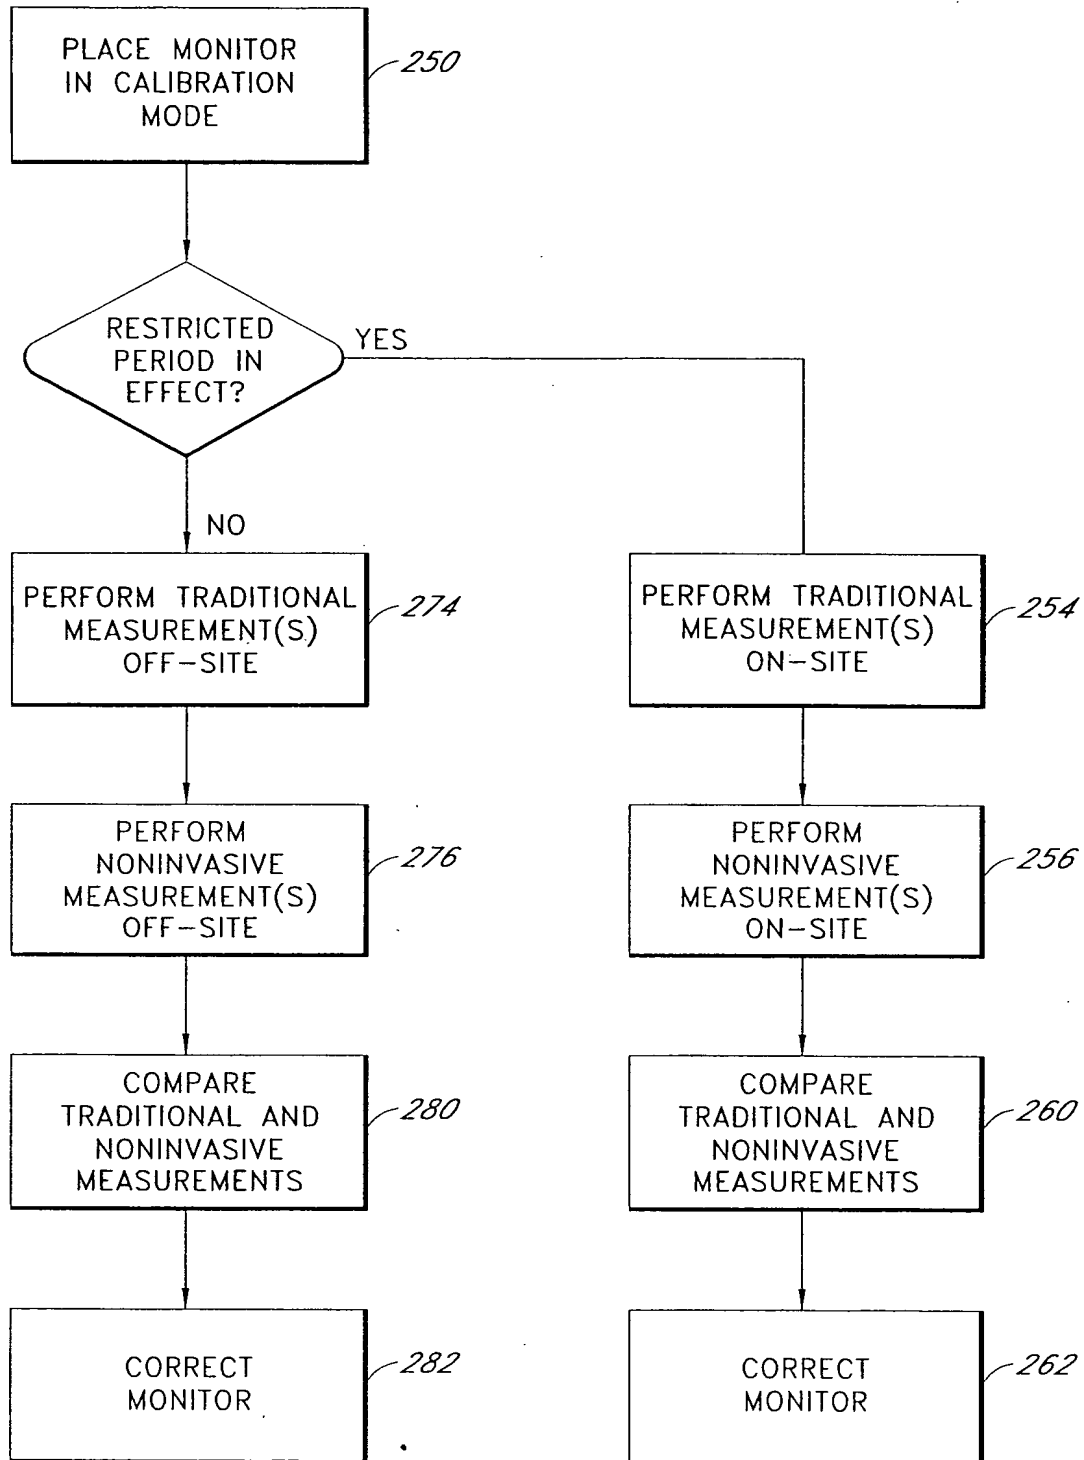 PLACE MONITOR
IN CALIBRATION
MODE
250
RESTRICTED
PERIOD IN
EFFECT?
YES
NO
PERFORM TRADITIONAL
MEASUREMENT(S)
OFF-SITE
274
PERFORM TRADITIONAL
MEASUREMENT(S)
ON-SITE
254
PERFORM
NONINVASIVE
MEASUREMENT(S)
OFF-SITE
276
PERFORM
NONINVASIVE
MEASUREMENT(S)
ON-SITE
256
COMPARE
TRADITIONAL AND
NONINVASIVE
MEASUREMENTS
280
COMPARE
TRADITIONAL AND
NONINVASIVE
MEASUREMENTS
260
CORRECT
MONITOR
282
CORRECT
MONITOR
262